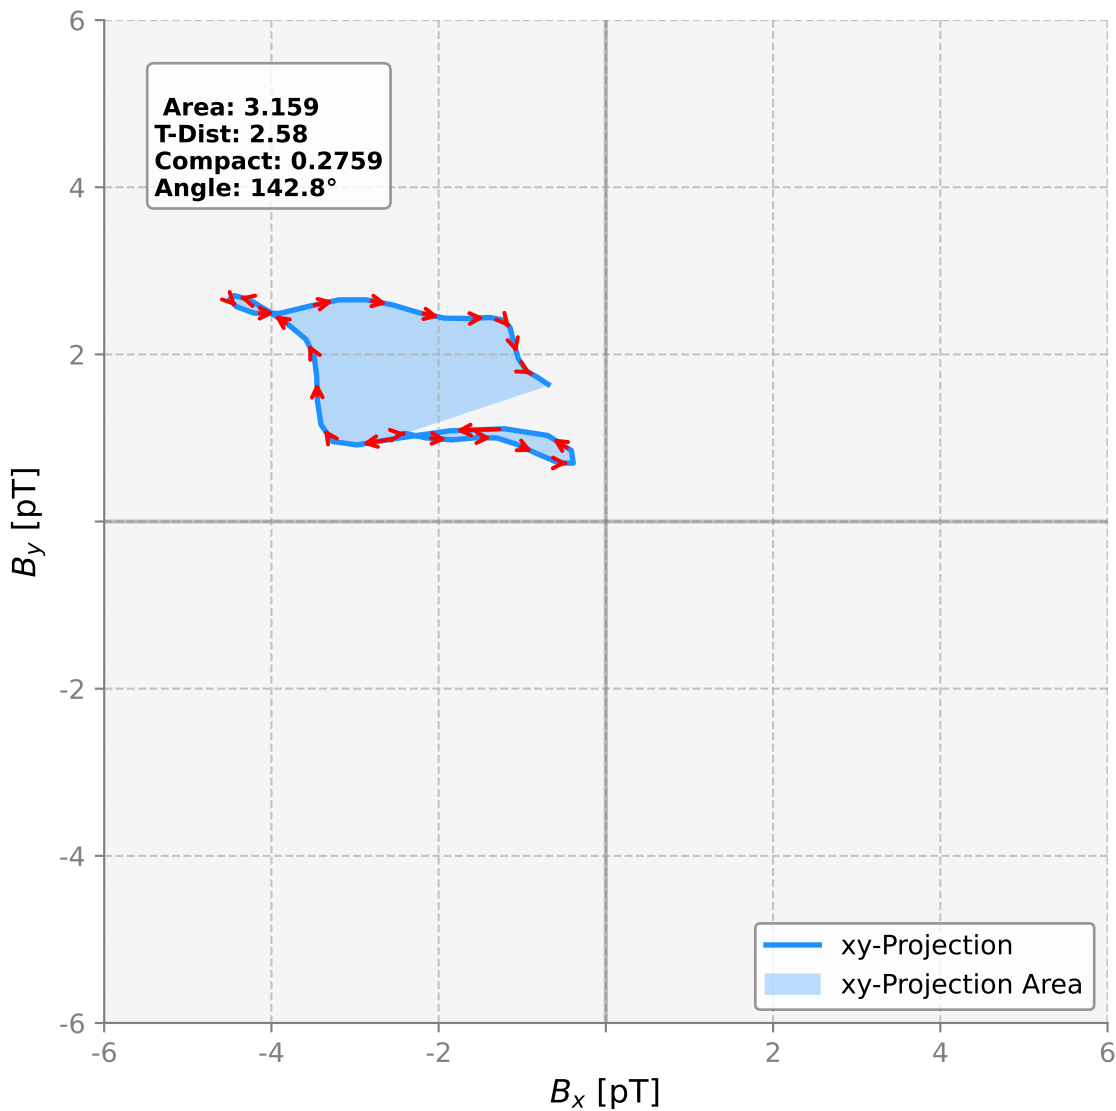 6
4
2
-2
-4
-6
-6
-4
-2
2
4
6
Area: 3.159
T-Dist: 2.58
Compact: 0.2759
Angle: 142.8°
B_y [pT]
B_x [pT]
xy-Projection
xy-Projection Area